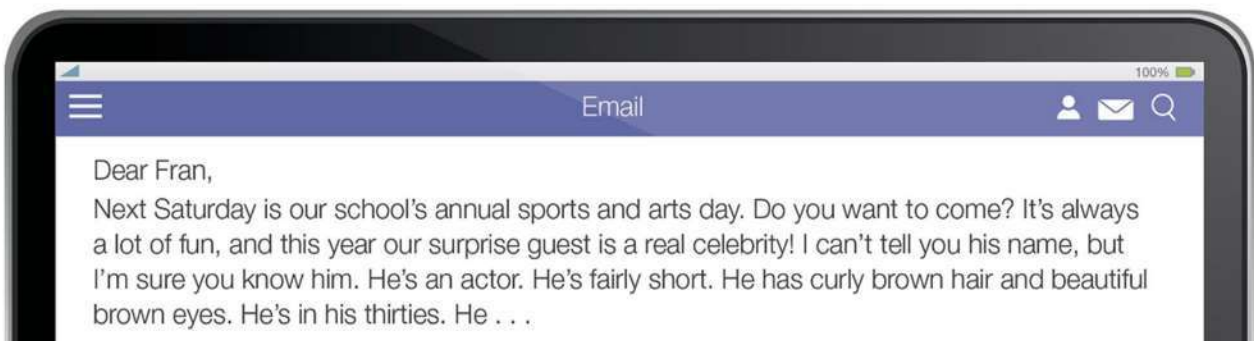 100%
Email
Dear Fran,
Next Saturday is our school's annual sports and arts day. Do you want to come? It's always
a lot of fun, and this year our surprise guest is a real celebrity! I can't tell you his name, but
I'm sure you know him. He's an actor. He's fairly short. He has curly brown hair and beautiful
brown eyes. He's in his thirties. He . . .